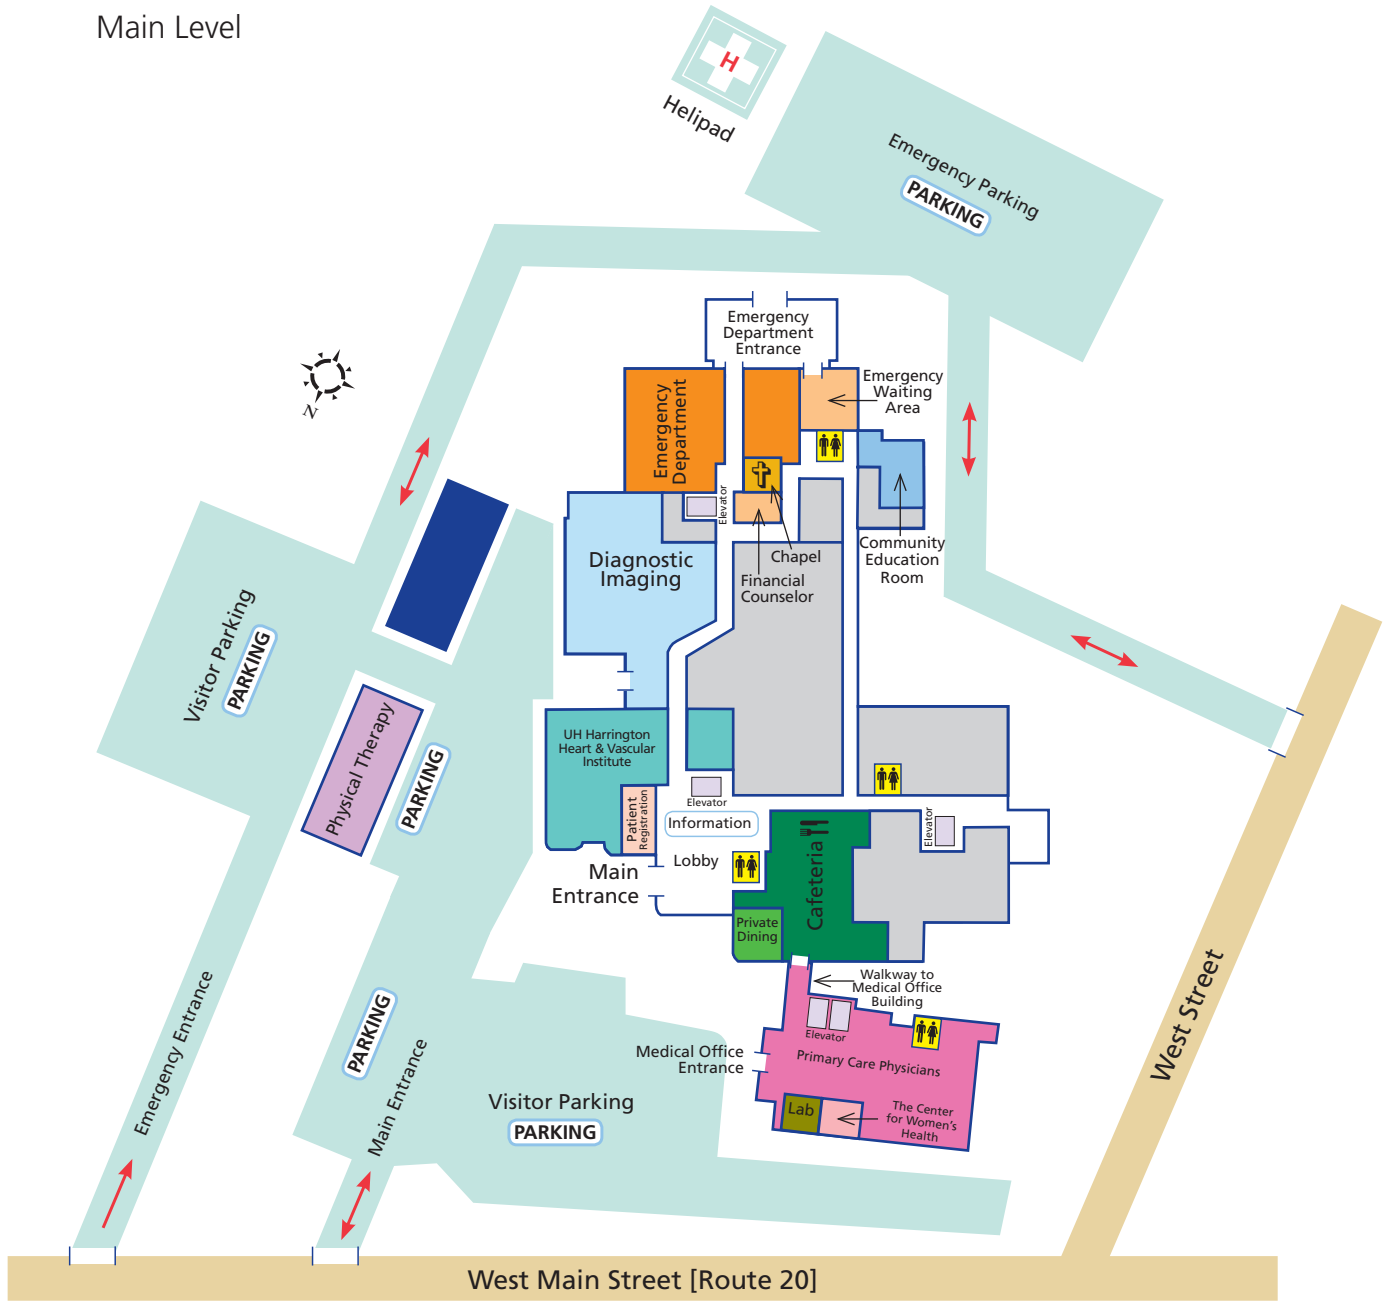 Main Level
H
Helipad
Emergency Parking
PARKING
Emergency
Department
Entrance
Emergency
Waiting
Area
Emergency
Department
N
Elevator
Diagnostic
Imaging
Chapel
Financial
Counselor
Community
Education
Room
Visitor Parking
PARKING
Physical Therapy
PARKING
UH Harrington
Heart & Vascular
Institute
Patient
Registration
Elevator
Information
Lobby
Main
Entrance
Elevator
Cafeteria
Private
Dining
Walkway to
Medical Office
Building
Elevator
Medical Office
Entrance
Primary Care Physicians
Lab
The Center
for Women's
Health
PARKING
Emergency Entrance
Main Entrance
Visitor Parking
PARKING
West Street
West Main Street [Route 20]